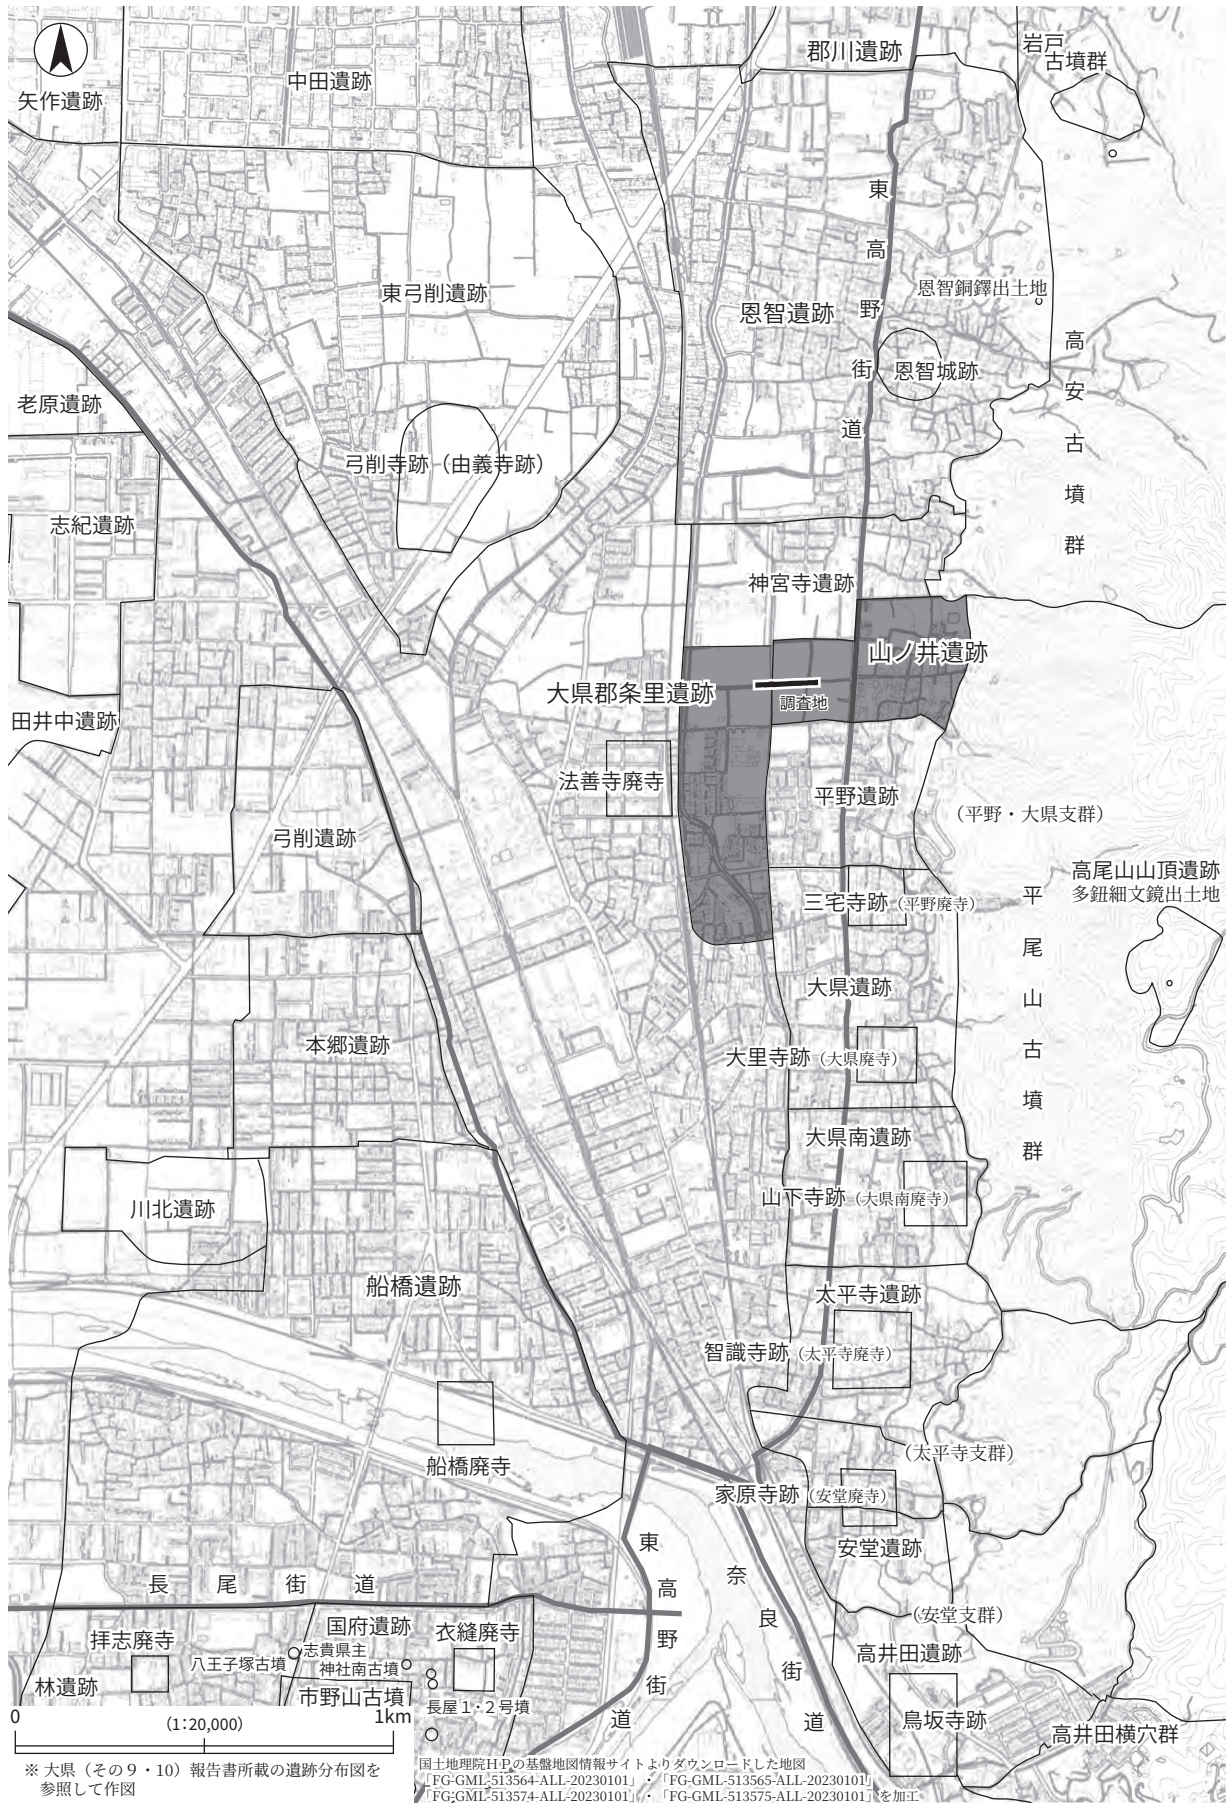 郡川遺跡
岩戸
古墳群
矢作遺跡
中田遺跡
東高野街道
東弓削遺跡
恩智遺跡
恩智銅鐸出土地
恩智城跡
高安古墳群
老原遺跡
弓削寺跡（由義寺跡）
志紀遺跡
神宮寺遺跡
山ノ井遺跡
大県郡条里遺跡
調査地
田井中遺跡
法善寺廃寺
平野遺跡
（平野・大県支群）
弓削遺跡
高尾山山頂遺跡
多鈕細文鏡出土地
三宅寺跡（平野廃寺）
平尾山古墳群
大県遺跡
本郷遺跡
大里寺跡（大県廃寺）
大県南遺跡
山下寺跡（大県南廃寺）
川北遺跡
船橋遺跡
太平寺遺跡
智識寺跡（太平寺廃寺）
（太平寺支群）
船橋廃寺
家原寺跡（安堂廃寺）
安堂遺跡
東高野街道
奈良街道
長尾街道
（安堂支群）
国府遺跡
衣縫廃寺
拝志廃寺
志貴県主
神社南古墳
八王子塚古墳
高井田遺跡
林遺跡
市野山古墳
長屋１・２号墳
鳥坂寺跡
高井田横穴群
0
(1:20,000)
1km
※ 大県（その９・10）報告書所載の遺跡分布図を
参照して作図
国土地理院ＨＰの基盤地図情報サイトよりダウンロードした地図
「FG-GML-513564-ALL-20230101」・「FG-GML-513565-ALL-20230101」
「FG-GML-513574-ALL-20230101」・「FG-GML-513575-ALL-20230101」を加工